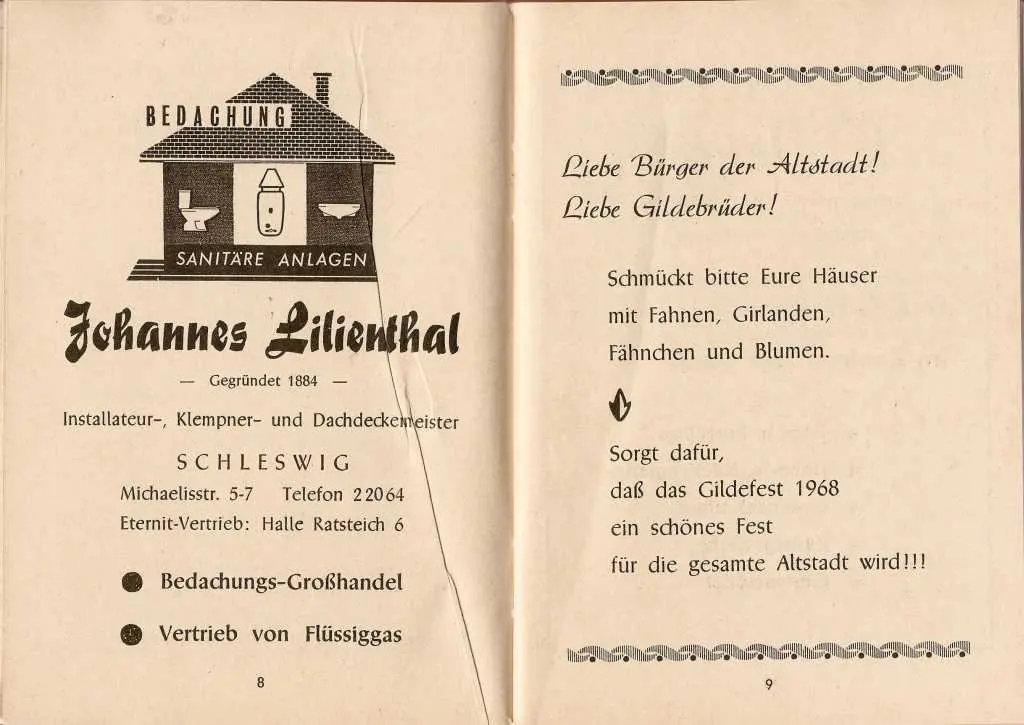 BEDACHUNG
SANITÄRE ANLAGEN
Johannes Lilienthal
— Gegründet 1884 —
Installateur-, Klempner- und Dachdeckermeister
SCHLESWIG
Michaelisstr. 5-7 Telefon 22064
Eternit-Vertrieb: Halle Ratsteich 6
● Bedachungs-Großhandel
● Vertrieb von Flüssiggas
8
Liebe Bürger der Altstadt!
Liebe Gildebrüder!
Schmückt bitte Eure Häuser
mit Fahnen, Girlanden,
Fähnchen und Blumen.
Sorgt dafür,
daß das Gildefest 1968
ein schönes Fest
für die gesamte Altstadt wird!!!
9